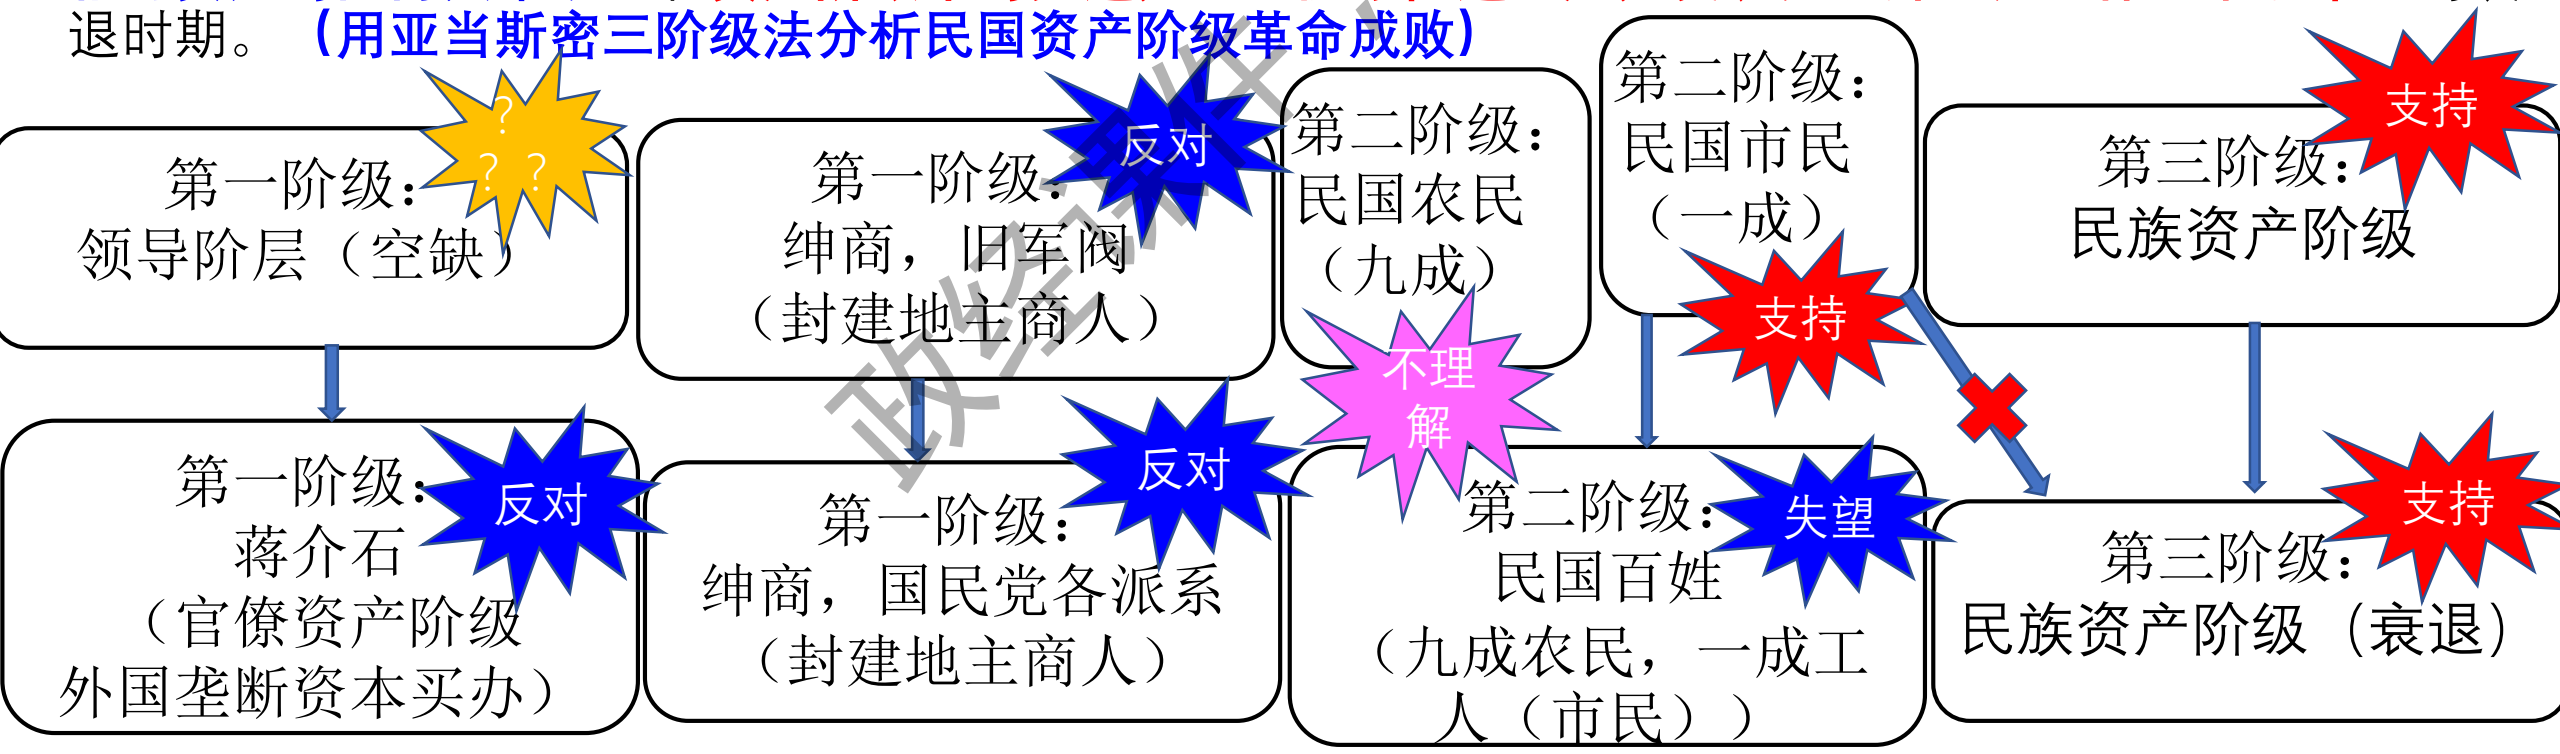 退时期。（用亚当斯密三阶级法分析民国资产阶级革命成败）
？
？ ？
第一阶级：
领导阶层（空缺）
反对
第一阶级：
绅商，旧军阀
（封建地主商人）
第二阶级：
民国农民
（九成）
不理
解
第二阶级：
民国市民
（一成）
支持
支持
第三阶级：
民族资产阶级
反对
第一阶级：
蒋介石
（官僚资产阶级
外国垄断资本买办）
反对
第一阶级：
绅商，国民党各派系
（封建地主商人）
失望
第二阶级：
民国百姓
（九成农民，一成工
人（市民））
支持
第三阶级：
民族资产阶级（衰退）